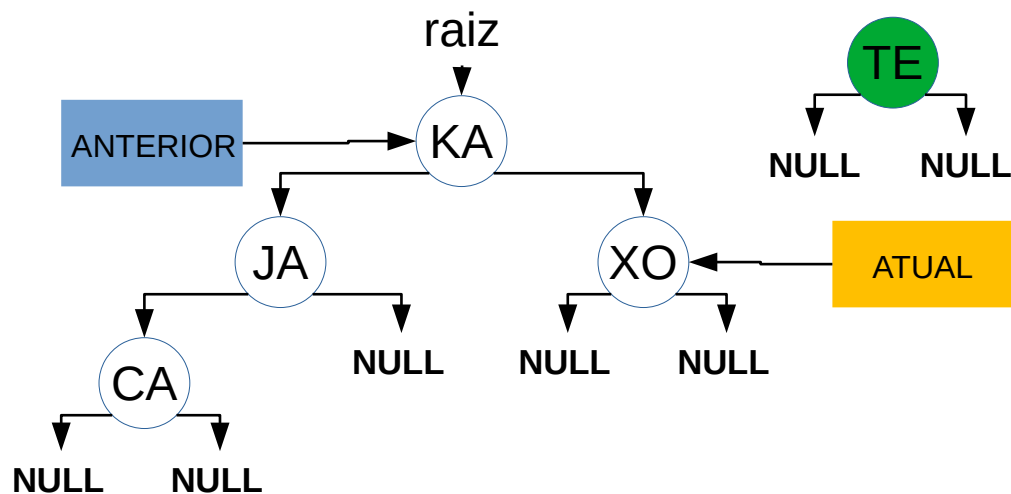 raiz
TE
ANTERIOR
KA
NULL
NULL
JA
XO
ATUAL
NULL
NULL
NULL
CA
NULL
NULL